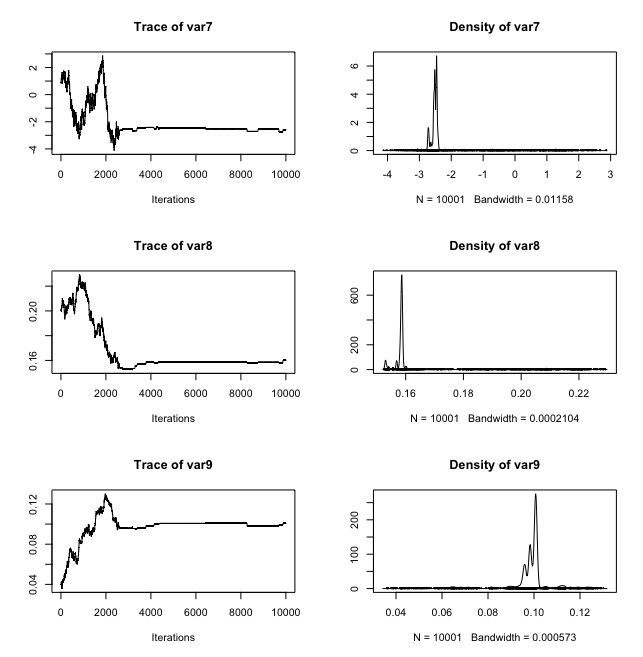 Trace of var7
Density of var7
2
0
-2
-4
0 2000 4000 6000 8000 10000
Iterations
6
4
2
0
-4 -3 -2 -1 0 1 2 3
N = 10001 Bandwidth = 0.01158
Trace of var8
Density of var8
0.20
0.16
0 2000 4000 6000 8000 10000
Iterations
600
200
0
0.16 0.18 0.20 0.22
N = 10001 Bandwidth = 0.0002104
Trace of var9
Density of var9
0.12
0.08
0.04
0 2000 4000 6000 8000 10000
Iterations
200
100
0
0.04 0.06 0.08 0.10 0.12
N = 10001 Bandwidth = 0.000573